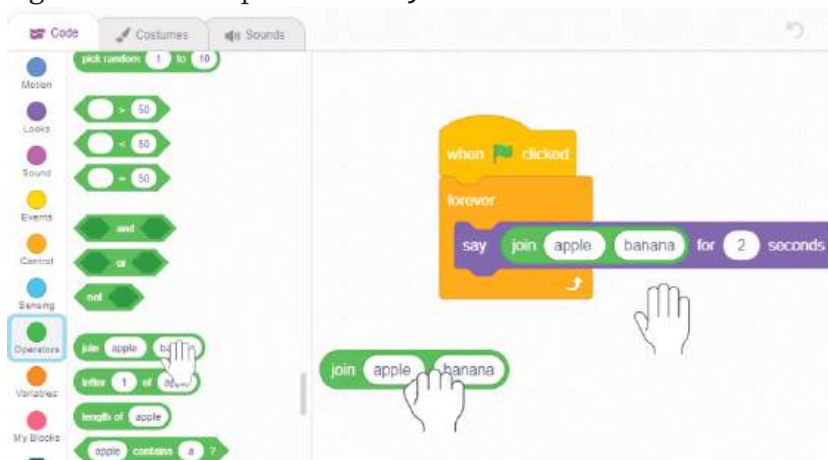 Code Costumes Sounds
pick random 1 to 10
Motion
> 50
Looks
< 50
Sound
= 50
Events
and
Control
or
Sensing
not
Operators
join apple
letter 1 of
Variables
length of apple
My Blocks
apple contains a ?
when clicked
forever
say join apple banana for 2 seconds
join apple banana